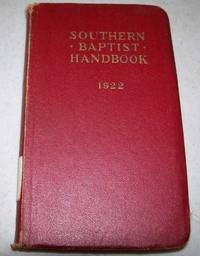 SOUTHERN
• BAPTIST •
HANDBOOK
1922